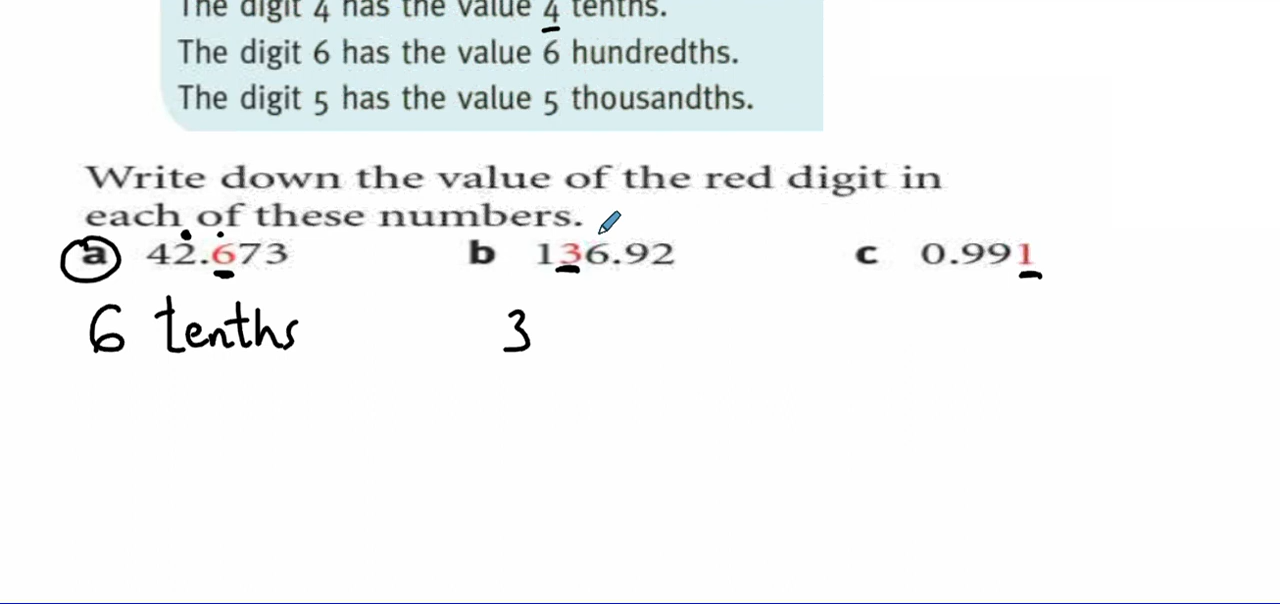 The digit 4 has the value 4 tenths.
The digit 6 has the value 6 hundredths.
The digit 5 has the value 5 thousandths.
Write down the value of the red digit in
each of these numbers.
a 42.673 b 136.92 c 0.991
6 tenths 3